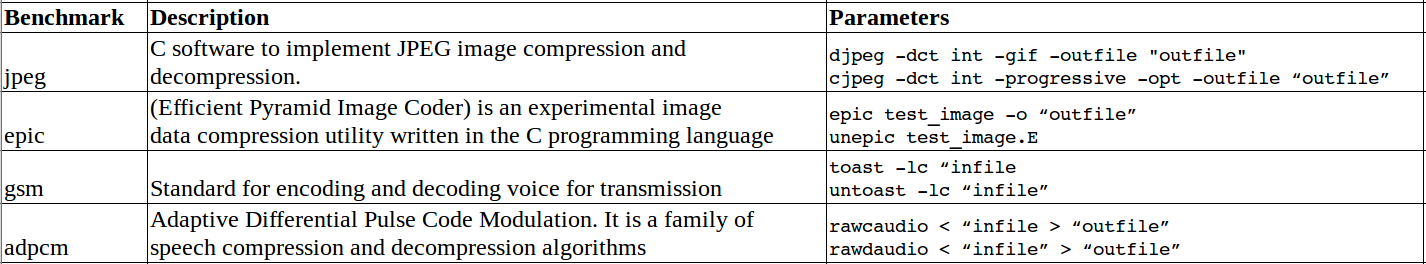 Benchmark Description Parameters
C software to implement JPEG image compression and
jpeg decompression.
djpeg –dct int –gif –outfile "outfile"
cjpeg –dct int –progressive –opt –outfile “outfile”
(Efficient Pyramid Image Coder) is an experimental image
epic data compression utility written in the C programming language
epic test_image –o “outfile”
unepic test_image.E
gsm Standard for encoding and decoding voice for transmission
toast –lc “infile
untoast –lc “infile”
Adaptive Differential Pulse Code Modulation. It is a family of
adpcm speech compression and decompression algorithms
rawcaudio < “infile > “outfile”
rawdaudio < “infile” > “outfile”